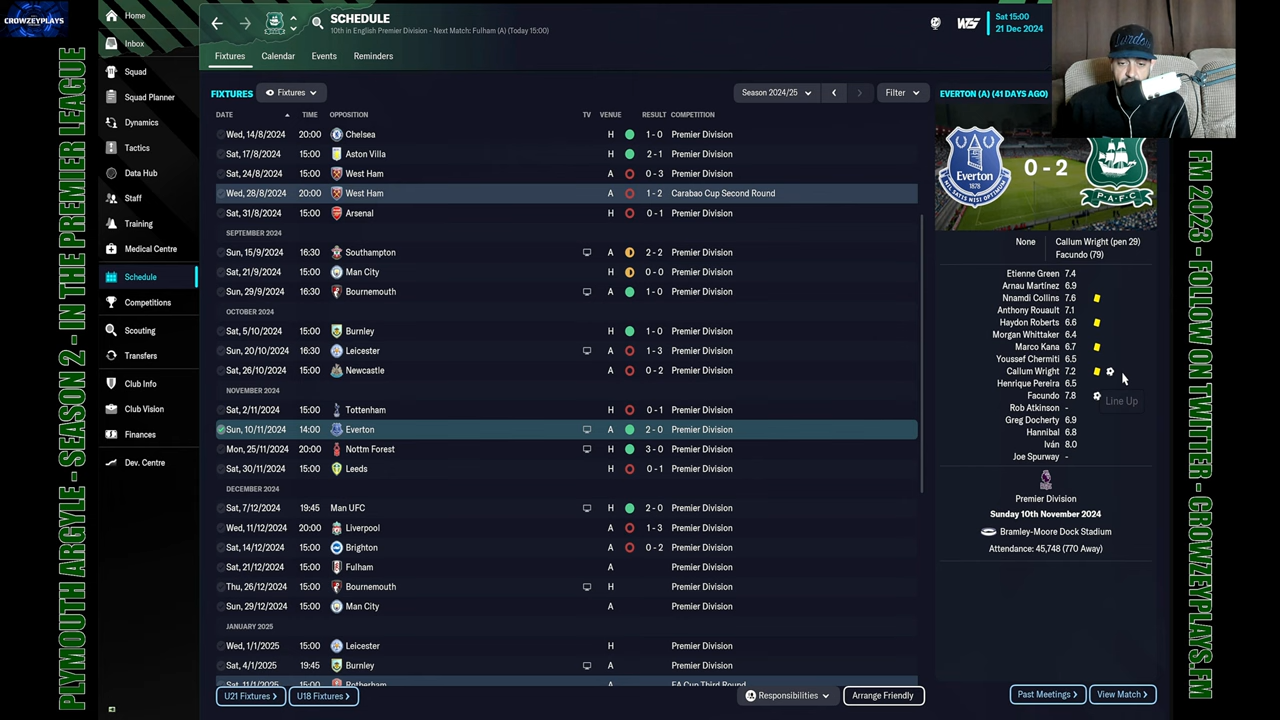 CROWZEYPLAYS
PLYMOUTH ARGYLE - SEASON 2 - IN THE PREMIER LEAGUE
Home
Inbox
Squad
Squad Planner
Dynamics
Tactics
Data Hub
Staff
Training
Medical Centre
Schedule
Competitions
Scouting
Transfers
Club Info
Club Vision
Finances
Dev. Centre
SCHEDULE
10th in English Premier Division - Next Match: Fulham (A) (Today 15:00)
Sat 15:00
21 Dec 2024
Fixtures Calendar Events Reminders
FIXTURES Fixtures Season 2024/25 Filter
DATE TIME OPPOSITION TV VENUE RESULT COMPETITION
Wed, 14/8/2024 20:00 Chelsea H 1-0 Premier Division
Sat, 17/8/2024 15:00 Aston Villa H 2-1 Premier Division
Sat, 24/8/2024 15:00 West Ham A 0-3 Premier Division
Wed, 28/8/2024 20:00 West Ham A 1-2 Carabao Cup Second Round
Sat, 31/8/2024 15:00 Arsenal H 0-1 Premier Division
SEPTEMBER 2024
Sun, 15/9/2024 16:30 Southampton A 2-2 Premier Division
Sat, 21/9/2024 15:00 Man City H 0-0 Premier Division
Sun, 29/9/2024 16:30 Bournemouth A 1-0 Premier Division
OCTOBER 2024
Sat, 5/10/2024 15:00 Burnley H 1-0 Premier Division
Sun, 20/10/2024 16:30 Leicester A 1-3 Premier Division
Sat, 26/10/2024 15:00 Newcastle A 0-2 Premier Division
NOVEMBER 2024
Sat, 2/11/2024 15:00 Tottenham H 0-1 Premier Division
Sun, 10/11/2024 14:00 Everton A 2-0 Premier Division
Mon, 25/11/2024 20:00 Nottm Forest H 3-0 Premier Division
Sat, 30/11/2024 15:00 Leeds H 0-1 Premier Division
DECEMBER 2024
Sat, 7/12/2024 19:45 Man UFC H 2-0 Premier Division
Wed, 11/12/2024 20:00 Liverpool A 1-3 Premier Division
Sat, 14/12/2024 15:00 Brighton A 0-2 Premier Division
Sat, 21/12/2024 15:00 Fulham A Premier Division
Thu, 26/12/2024 15:00 Bournemouth H Premier Division
Sun, 29/12/2024 15:00 Man City A Premier Division
JANUARY 2025
Wed, 1/1/2025 15:00 Leicester H Premier Division
Sat, 4/1/2025 19:45 Burnley A Premier Division
Sat, 11/1/2025 15:00 Rotherham A FA Cup Third Round
U21 Fixtures > U18 Fixtures > Responsibilities Arrange Friendly
EVERTON (A) (41 DAYS AGO)
Everton
1878
NIL SATIS NISI OPTIMUM
0 - 2
P.A.F.C.
None
Callum Wright (pen 29)
Facundo (79)
Etienne Green 7.4
Arnau Martínez 6.9
Nnamdi Collins 7.6
Anthony Rouault 7.1
Haydon Roberts 6.6
Morgan Whittaker 6.4
Marco Kana 6.7
Youssef Chermiti 6.5
Callum Wright 7.2
Henrique Pereira 6.5
Facundo 7.8
Line Up
Rob Atkinson -
Greg Docherty 6.9
Hannibal 6.8
Iván 8.0
Joe Spurway -
Premier Division
Sunday 10th November 2024
Bramley-Moore Dock Stadium
Attendance: 45,748 (770 Away)
Past Meetings > View Match >
FM 2023 - FOLLOW ON TWITTER - CROWZEYPLAYS_FM